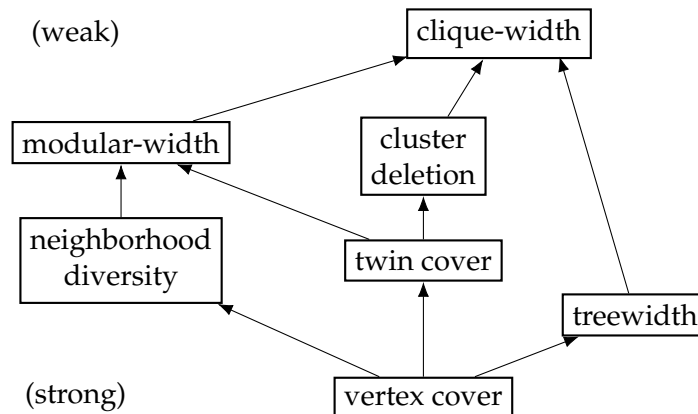 (weak)
clique-width
modular-width
cluster
deletion
neighborhood
diversity
twin cover
treewidth
(strong)
vertex cover